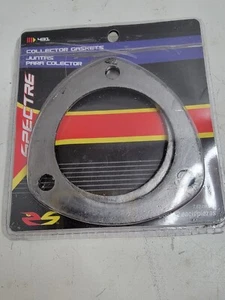 COLLECTOR GASKETS
JUNTAS
PARA COLECTOR
SPECTRE